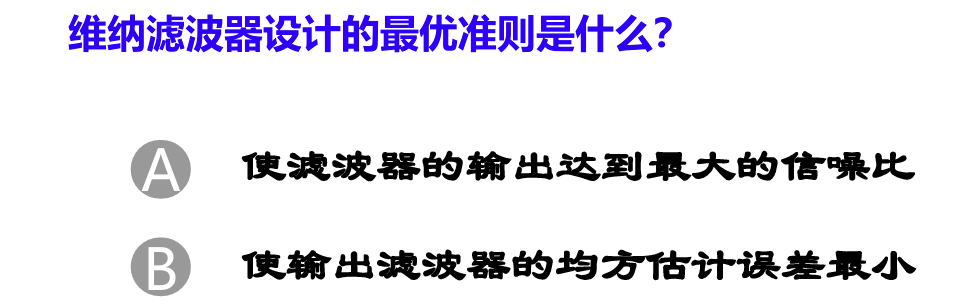 维纳滤波器设计的最优准则是什么?
A 使滤波器的输出达到最大的信噪比
B 使输出滤波器的均方估计误差最小